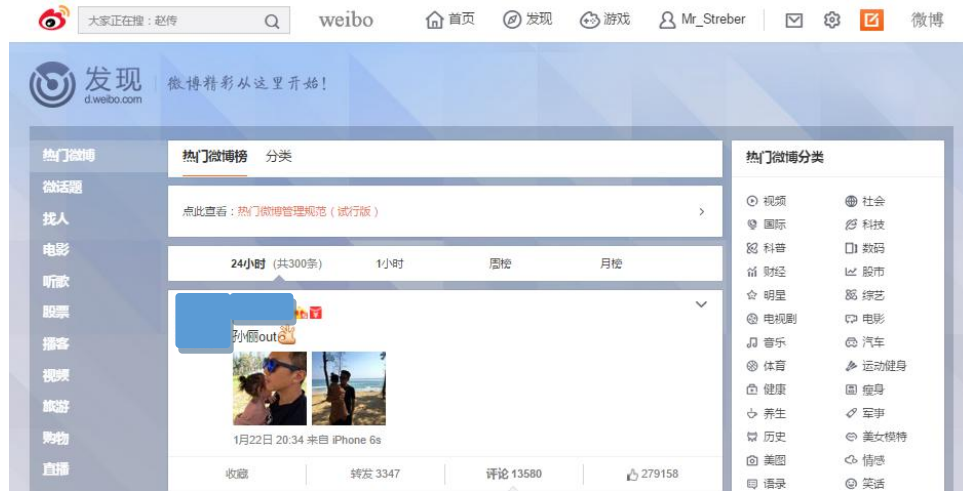 大家正在搜：赵传
weibo
首页
发现
游戏
Mr_Streber
微博
发现
d.weibo.com
微博精彩从这里开始！
热门微博
微话题
找人
电影
听歌
股票
播客
视频
旅游
购物
直播
热门微博榜 分类
点此查看：热门微博管理规范（试行版）
24小时（共300条） 1小时 周榜 月榜
孙俪out
1月22日 20:34 来自 iPhone 6s
收藏 转发 3347 评论 13580 279158
热门微博分类
视频 社会
国际 科技
科普 数码
财经 股市
明星 综艺
电视剧 电影
音乐 汽车
体育 运动健身
健康 瘦身
养生 军事
历史 美女模特
美图 情感
语录 笑话